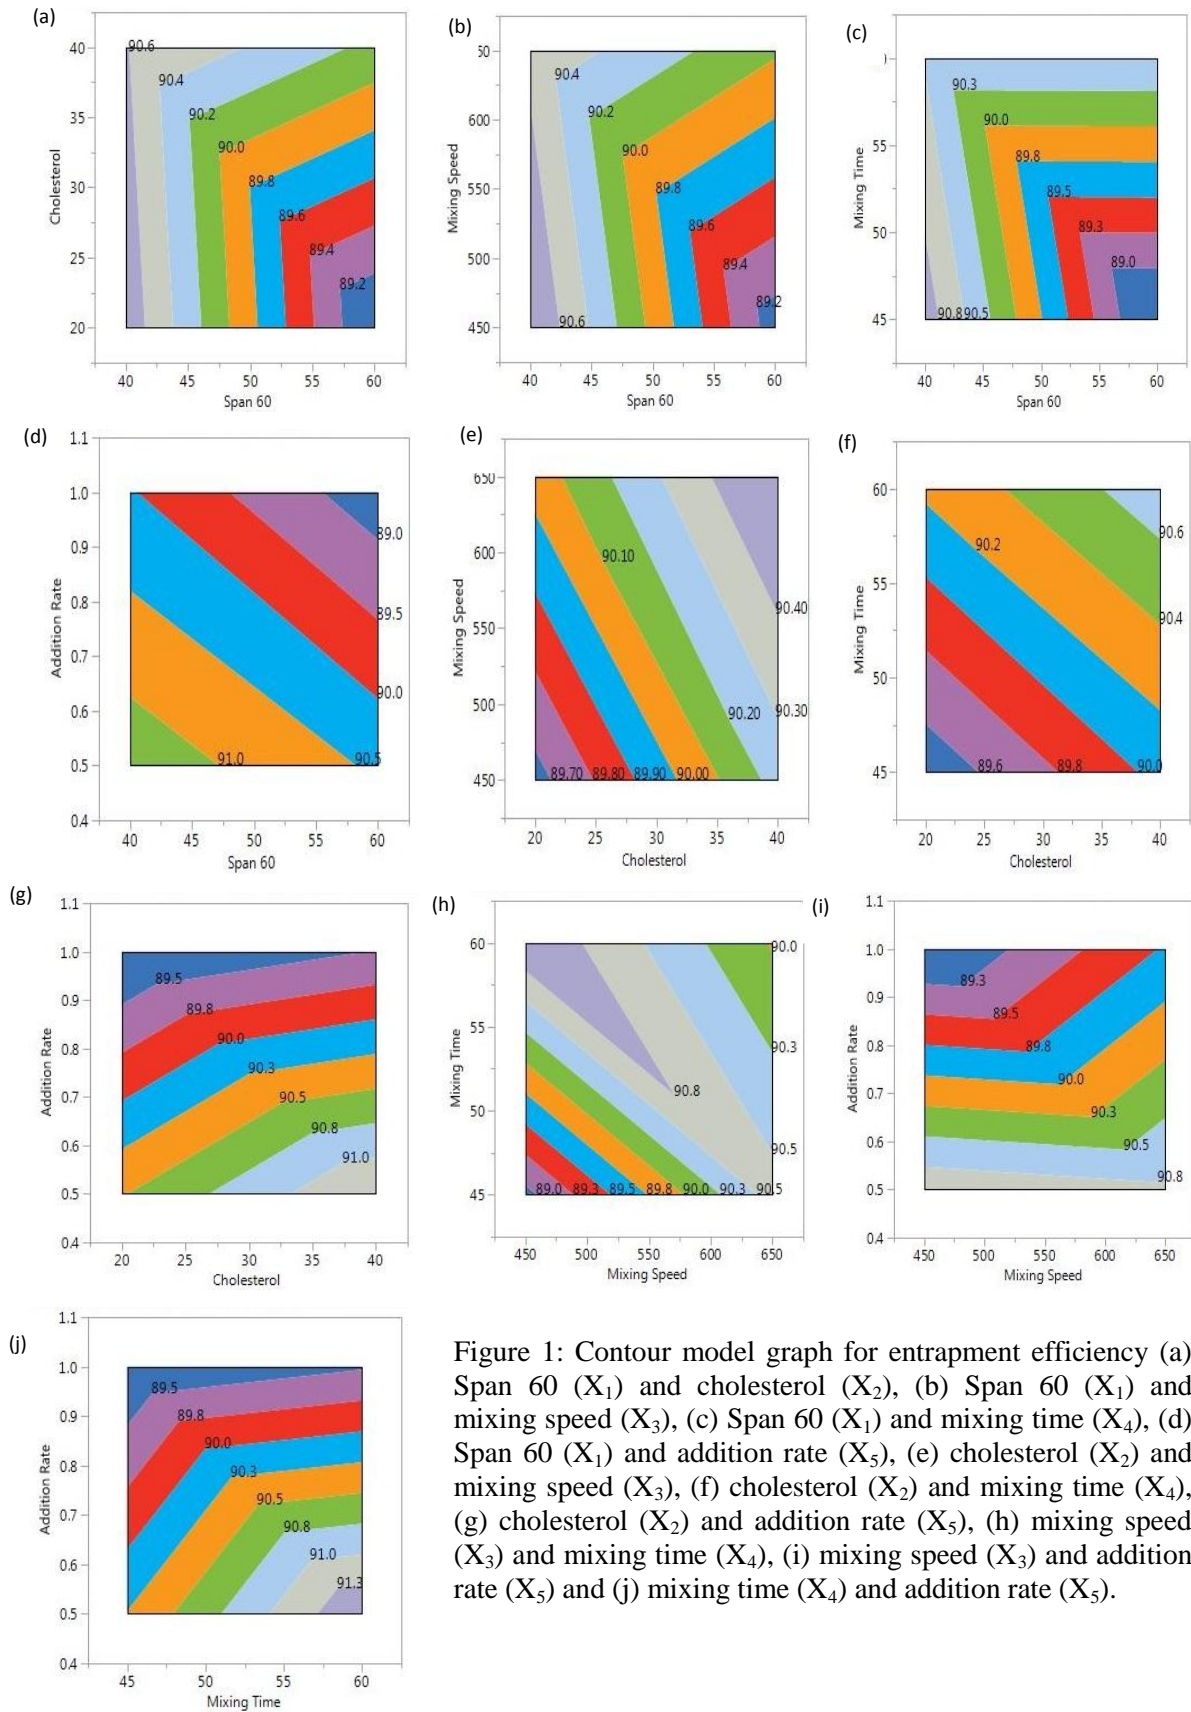 (a)
40
35
30
25
20
Cholesterol
90.6
90.4
90.2
90.0
89.8
89.6
89.4
89.2
40 45 50 55 60
Span 60
(b)
50
600
550
500
450
Mixing Speed
90.4
90.2
90.0
89.8
89.6
89.4
89.2
90.6
40 45 50 55 60
Span 60
(c)
55
50
45
Mixing Time
90.3
90.0
89.8
89.5
89.3
89.0
90.8 90.5
40 45 50 55 60
Span 60
(d)
1.1
1.0
0.9
0.8
0.7
0.6
0.5
0.4
Addition Rate
89.0
89.5
90.0
91.0 90.5
40 45 50 55 60
Span 60
(e)
650
600
550
500
450
Mixing Speed
90.10
90.40
90.20 90.30
89.70 89.80 89.90 90.00
20 25 30 35 40
Cholesterol
(f)
60
55
50
45
Mixing Time
90.6
90.2
90.4
89.6 89.8 90.0
20 25 30 35 40
Cholesterol
(g)
1.1
1.0
0.9
0.8
0.7
0.6
0.5
0.4
Addition Rate
89.5
89.8
90.0
90.3
90.5
90.8
91.0
20 25 30 35 40
Cholesterol
(h)
60
55
50
45
Mixing Time
90.0
90.3
90.8
90.5
89.0 89.3 89.5 89.8 90.0 90.3 90.5
450 500 550 600 650
Mixing Speed
(i)
1.1
1.0
0.9
0.8
0.7
0.6
0.5
0.4
Addition Rate
89.3
89.5
89.8
90.0
90.3
90.5
90.8
450 500 550 600 650
Mixing Speed
(j)
1.1
1.0
0.9
0.8
0.7
0.6
0.5
0.4
Addition Rate
89.5
89.8
90.0
90.3
90.5
90.8
91.0
91.3
45 50 55 60
Mixing Time
Figure 1: Contour model graph for entrapment efficiency (a)
Span 60 (X₁) and cholesterol (X₂), (b) Span 60 (X₁) and
mixing speed (X₃), (c) Span 60 (X₁) and mixing time (X₄), (d)
Span 60 (X₁) and addition rate (X₅), (e) cholesterol (X₂) and
mixing speed (X₃), (f) cholesterol (X₂) and mixing time (X₄),
(g) cholesterol (X₂) and addition rate (X₅), (h) mixing speed
(X₃) and mixing time (X₄), (i) mixing speed (X₃) and addition
rate (X₅) and (j) mixing time (X₄) and addition rate (X₅).